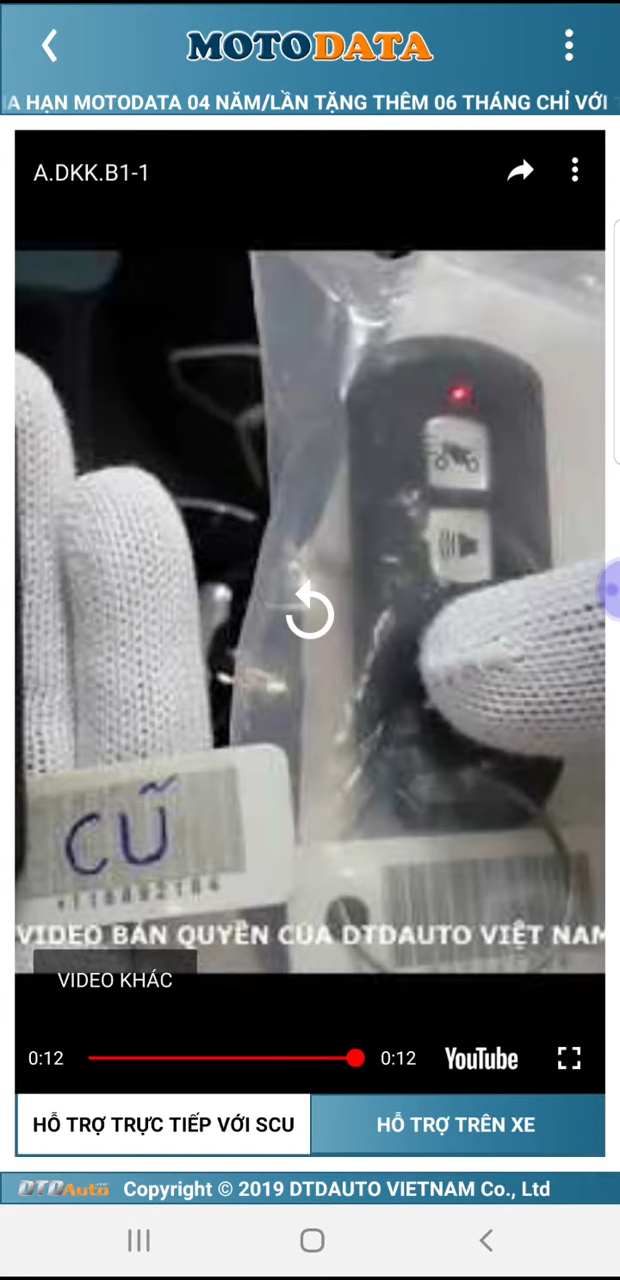 MOTODATA
IA HẠN MOTODATA 04 NĂM/LẦN TẶNG THÊM 06 THÁNG CHỈ VỚI
A.DKK.B1-1
CŨ
VIDEO BẢN QUYỀN CỦA DTDAUTO VIỆT NAM
VIDEO KHÁC
0:12
0:12
YouTube
HỖ TRỢ TRỰC TIẾP VỚI SCU
HỖ TRỢ TRÊN XE
DTDAuto Copyright © 2019 DTDAUTO VIETNAM Co., Ltd